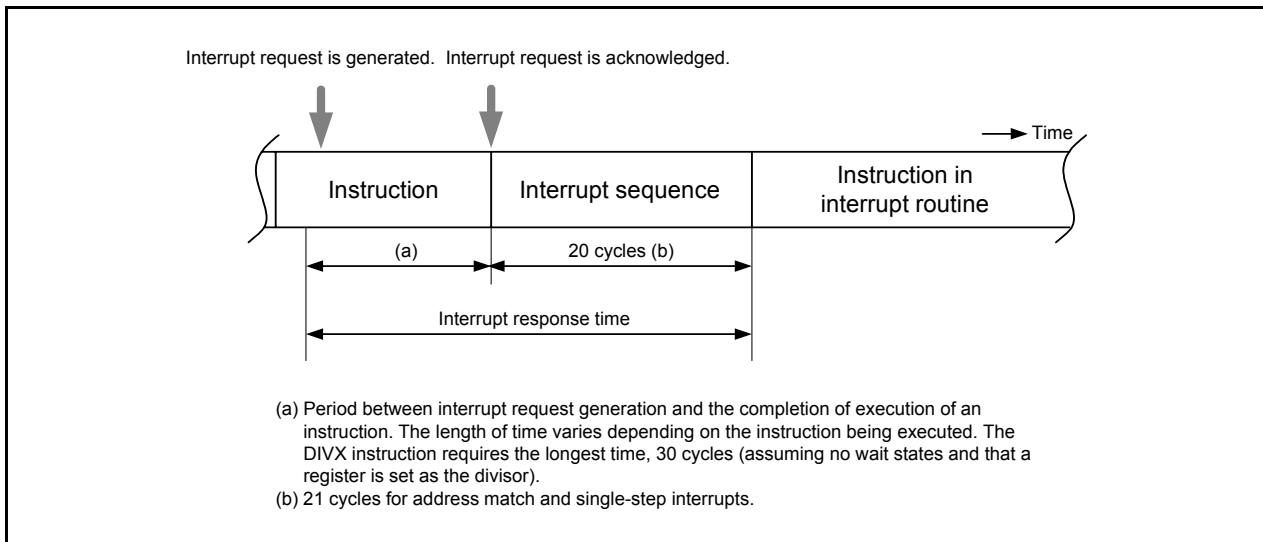 Interrupt request is generated. Interrupt request is acknowledged.
Time
Instruction
Interrupt sequence
Instruction in
interrupt routine
(a)
20 cycles (b)
Interrupt response time
(a) Period between interrupt request generation and the completion of execution of an
instruction. The length of time varies depending on the instruction being executed. The
DIVX instruction requires the longest time, 30 cycles (assuming no wait states and that a
register is set as the divisor).
(b) 21 cycles for address match and single-step interrupts.